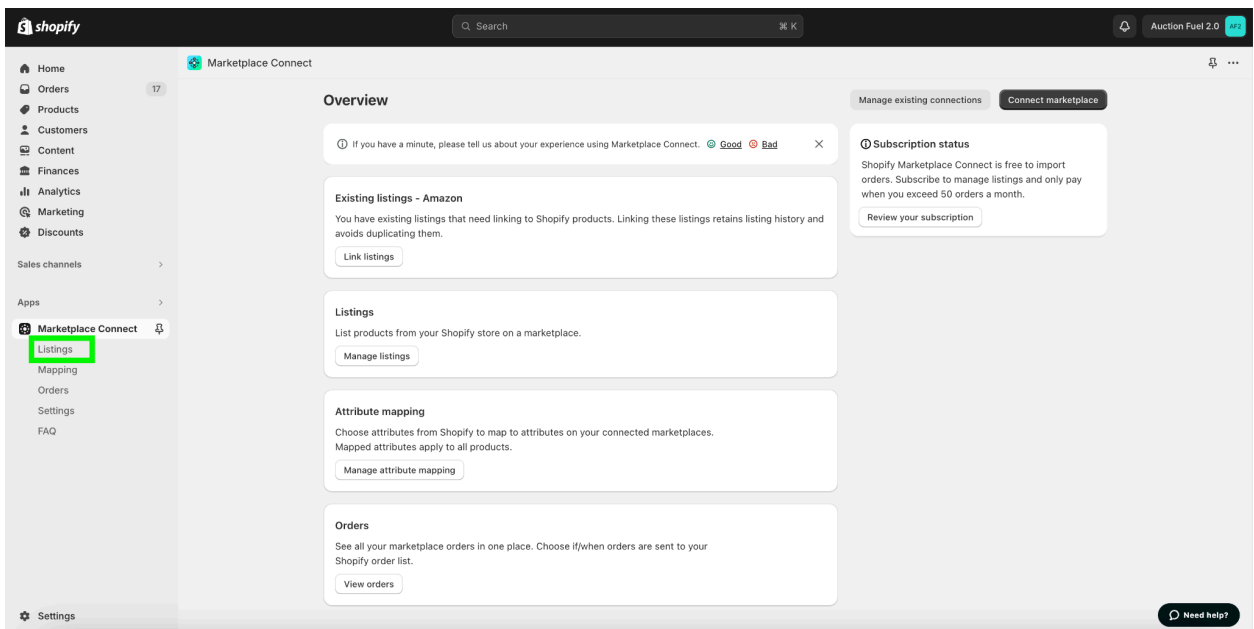 shopify
Search
⌘ K
Auction Fuel 2.0
AF2
Home
Orders
17
Products
Customers
Content
Finances
Analytics
Marketing
Discounts
Sales channels
Apps
Marketplace Connect
Listings
Mapping
Orders
Settings
FAQ
Settings
Marketplace Connect
Overview
Manage existing connections
Connect marketplace
If you have a minute, please tell us about your experience using Marketplace Connect. Good Bad
Existing listings - Amazon
You have existing listings that need linking to Shopify products. Linking these listings retains listing history and
avoids duplicating them.
Link listings
Listings
List products from your Shopify store on a marketplace.
Manage listings
Attribute mapping
Choose attributes from Shopify to map to attributes on your connected marketplaces.
Mapped attributes apply to all products.
Manage attribute mapping
Orders
See all your marketplace orders in one place. Choose if/when orders are sent to your
Shopify order list.
View orders
Subscription status
Shopify Marketplace Connect is free to import
orders. Subscribe to manage listings and only pay
when you exceed 50 orders a month.
Review your subscription
Need help?